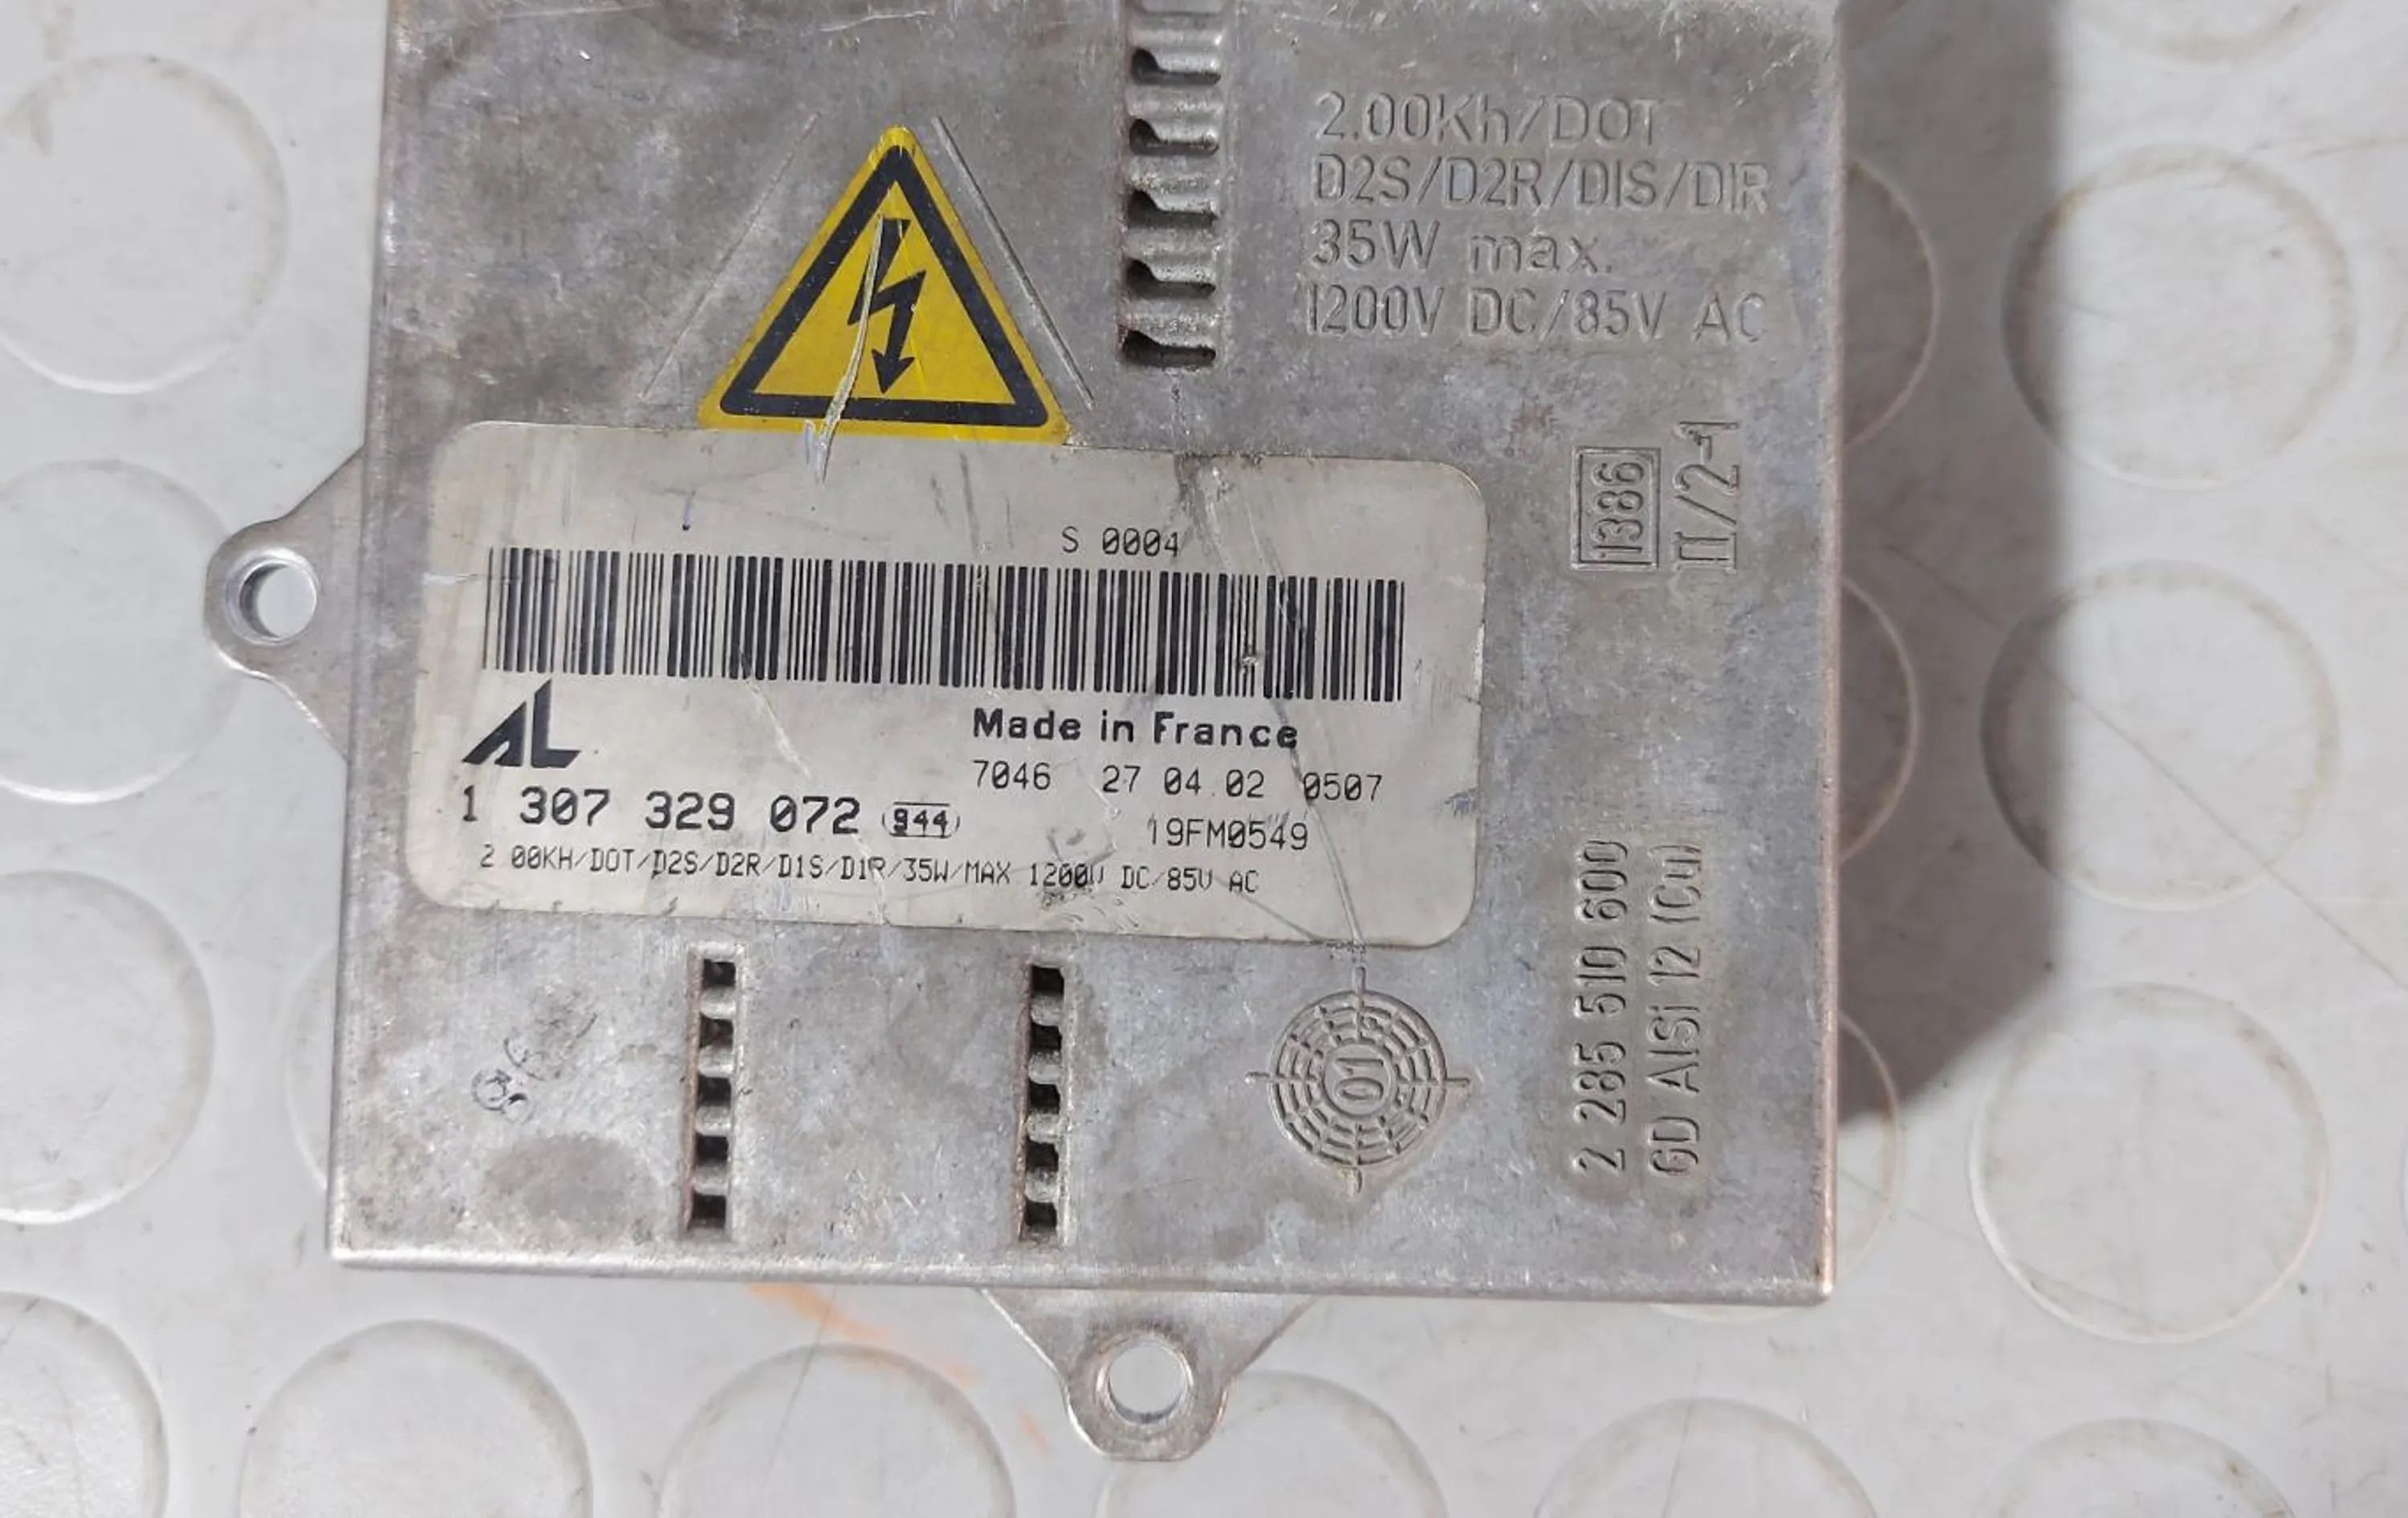 2.00Kh/DOT
D2S/D2R/D1S/D1R
35W max.
1200V DC/85V AC
1386
II/2-1
S 0004
AL
Made in France
7046 27 04.02 0507
1 307 329 072 (944)
19FM0549
2 00KH/DOT/D2S/D2R/D1S/D1R/35W/MAX 1200V DC/85V AC
01
2 285 510 600
GD AlSi 12 (Cu)